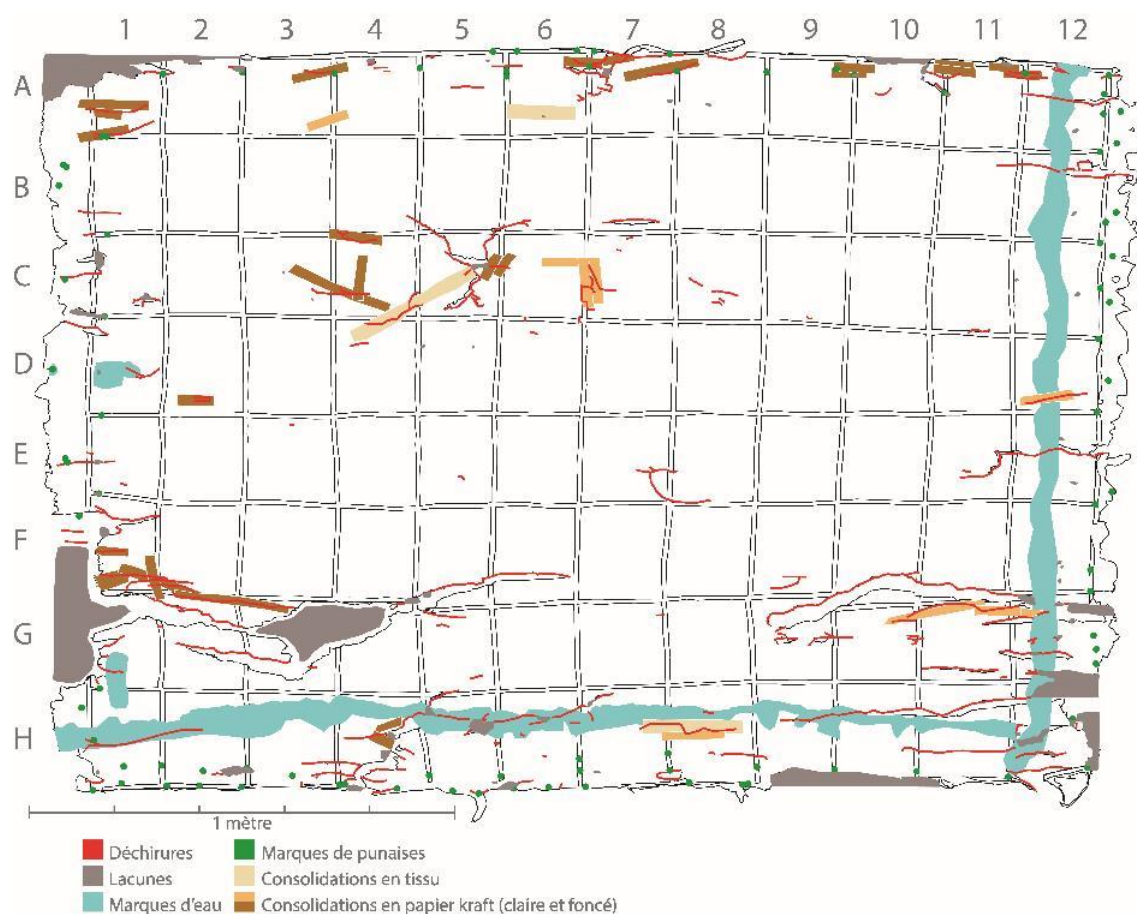 1 2 3 4 5 6 7 8 9 10 11 12
A
B
C
D
E
F
G
H
1 mètre
Déchirures
Lacunes
Marques d'eau
Marques de punaises
Consolidations en tissu
Consolidations en papier kraft (claire et foncé)